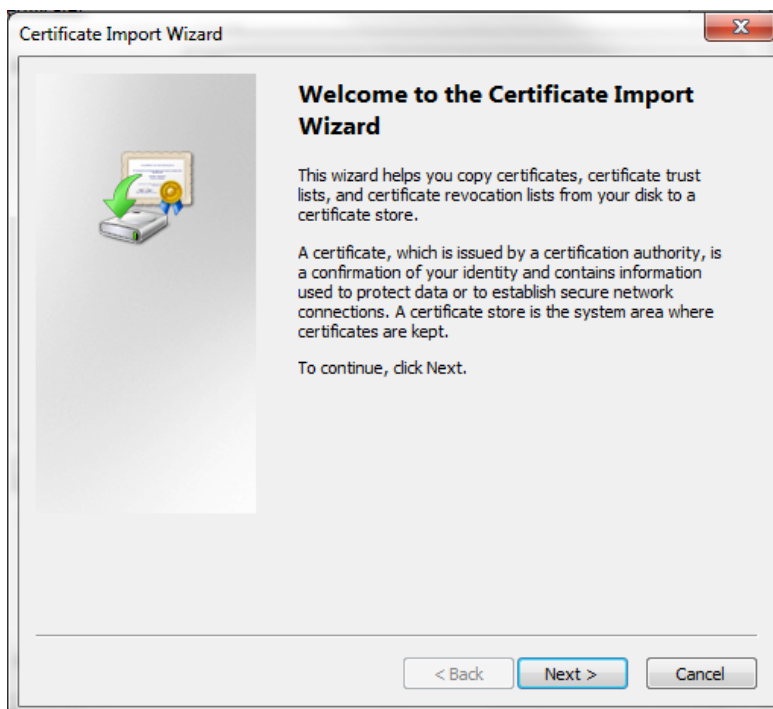 Certificate Import Wizard
Welcome to the Certificate Import
Wizard
This wizard helps you copy certificates, certificate trust
lists, and certificate revocation lists from your disk to a
certificate store.
A certificate, which is issued by a certification authority, is
a confirmation of your identity and contains information
used to protect data or to establish secure network
connections. A certificate store is the system area where
certificates are kept.
To continue, click Next.
< Back
Next >
Cancel